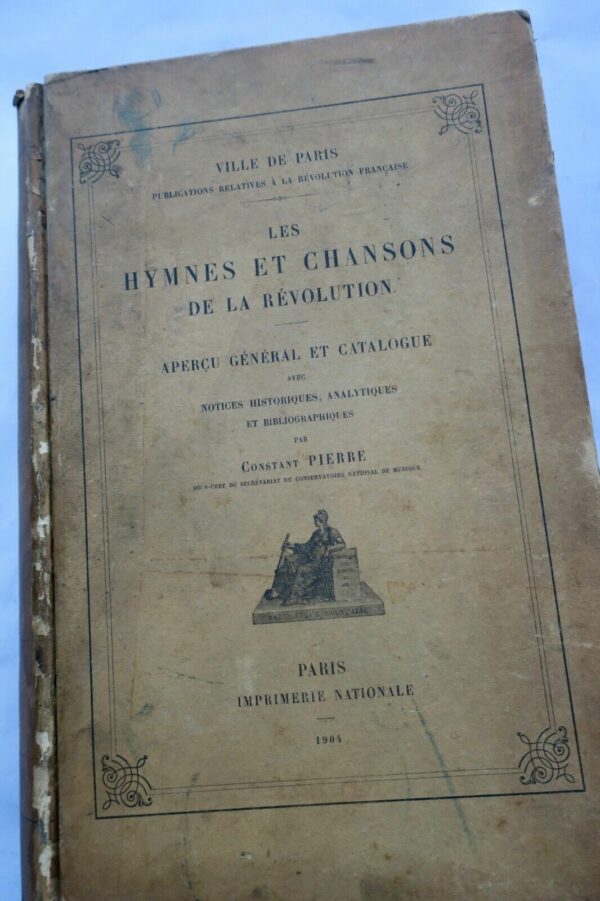 VILLE DE PARIS
PUBLICATIONS RELATIVES À LA RÉVOLUTION FRANÇAISE
LES
HYMNES ET CHANSONS
DE LA RÉVOLUTION.
APERÇU GÉNÉRAL ET CATALOGUE
AVEC
NOTICES HISTORIQUES, ANALYTIQUES
ET BIBLIOGRAPHIQUES
PAR
CONSTANT PIERRE
SOUS-CHEF DU SECRÉTARIAT DU CONSERVATOIRE NATIONAL DE MUSIQUE
RÉPUBLIQUE FRANÇAISE
PARIS
IMPRIMERIE NATIONALE
1904